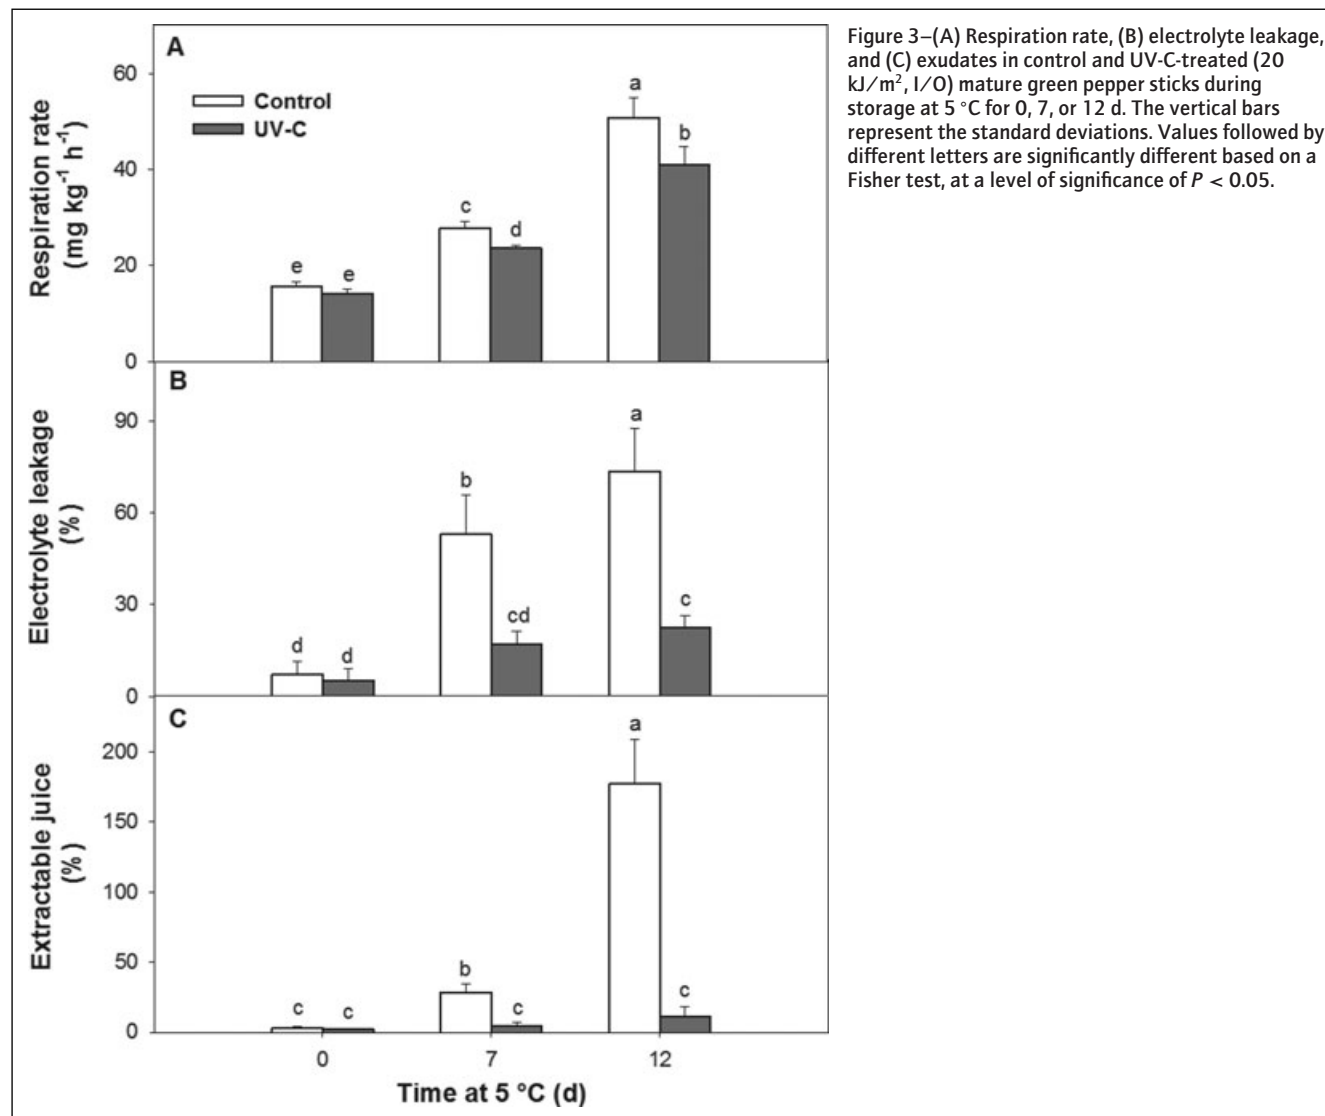 Figure 3–(A) Respiration rate, (B) electrolyte leakage,
and (C) exudates in control and UV-C-treated (20
kJ/m², I/O) mature green pepper sticks during
storage at 5 °C for 0, 7, or 12 d. The vertical bars
represent the standard deviations. Values followed by
different letters are significantly different based on a
Fisher test, at a level of significance of P < 0.05.
A
Control
UV-C
Respiration rate
(mg kg⁻¹ h⁻¹)
60
40
20
0
e e c d a b
B
Electrolyte leakage
(%)
90
60
30
0
d d b cd a c
C
Extractable juice
(%)
200
150
100
50
0
c c b c a c
0 7 12
Time at 5 °C (d)